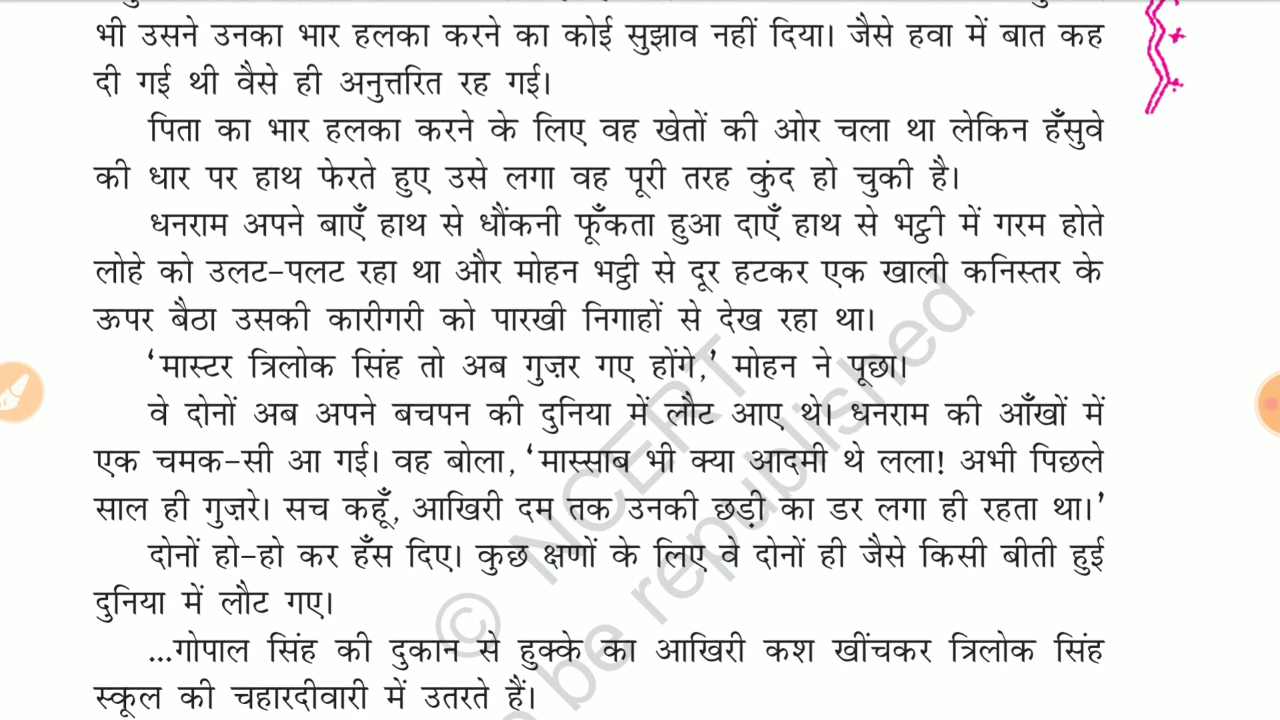 भी उसने उनका भार हलका करने का कोई सुझाव नहीं दिया। जैसे हवा में बात कह
दी गई थी वैसे ही अनुत्तरित रह गई।
पिता का भार हलका करने के लिए वह खेतों की ओर चला था लेकिन हँसुवे
की धार पर हाथ फेरते हुए उसे लगा वह पूरी तरह कुंद हो चुकी है।
धनराम अपने बाएँ हाथ से धौंकनी फूँकता हुआ दाएँ हाथ से भट्ठी में गरम होते
लोहे को उलट-पलट रहा था और मोहन भट्ठी से दूर हटकर एक खाली कनिस्तर के
ऊपर बैठा उसकी कारीगरी को पारखी निगाहों से देख रहा था।
‘मास्टर त्रिलोक सिंह तो अब गुज़र गए होंगे,’ मोहन ने पूछा।
वे दोनों अब अपने बचपन की दुनिया में लौट आए थे। धनराम की आँखों में
एक चमक-सी आ गई। वह बोला, ‘मास्साब भी क्या आदमी थे लला! अभी पिछले
साल ही गुज़रे। सच कहूँ, आखिरी दम तक उनकी छड़ी का डर लगा ही रहता था।’
दोनों हो-हो कर हँस दिए। कुछ क्षणों के लिए वे दोनों ही जैसे किसी बीती हुई
दुनिया में लौट गए।
...गोपाल सिंह की दुकान से हुक्के का आखिरी कश खींचकर त्रिलोक सिंह
स्कूल की चहारदीवारी में उतरते हैं।
© NCERT
be republished